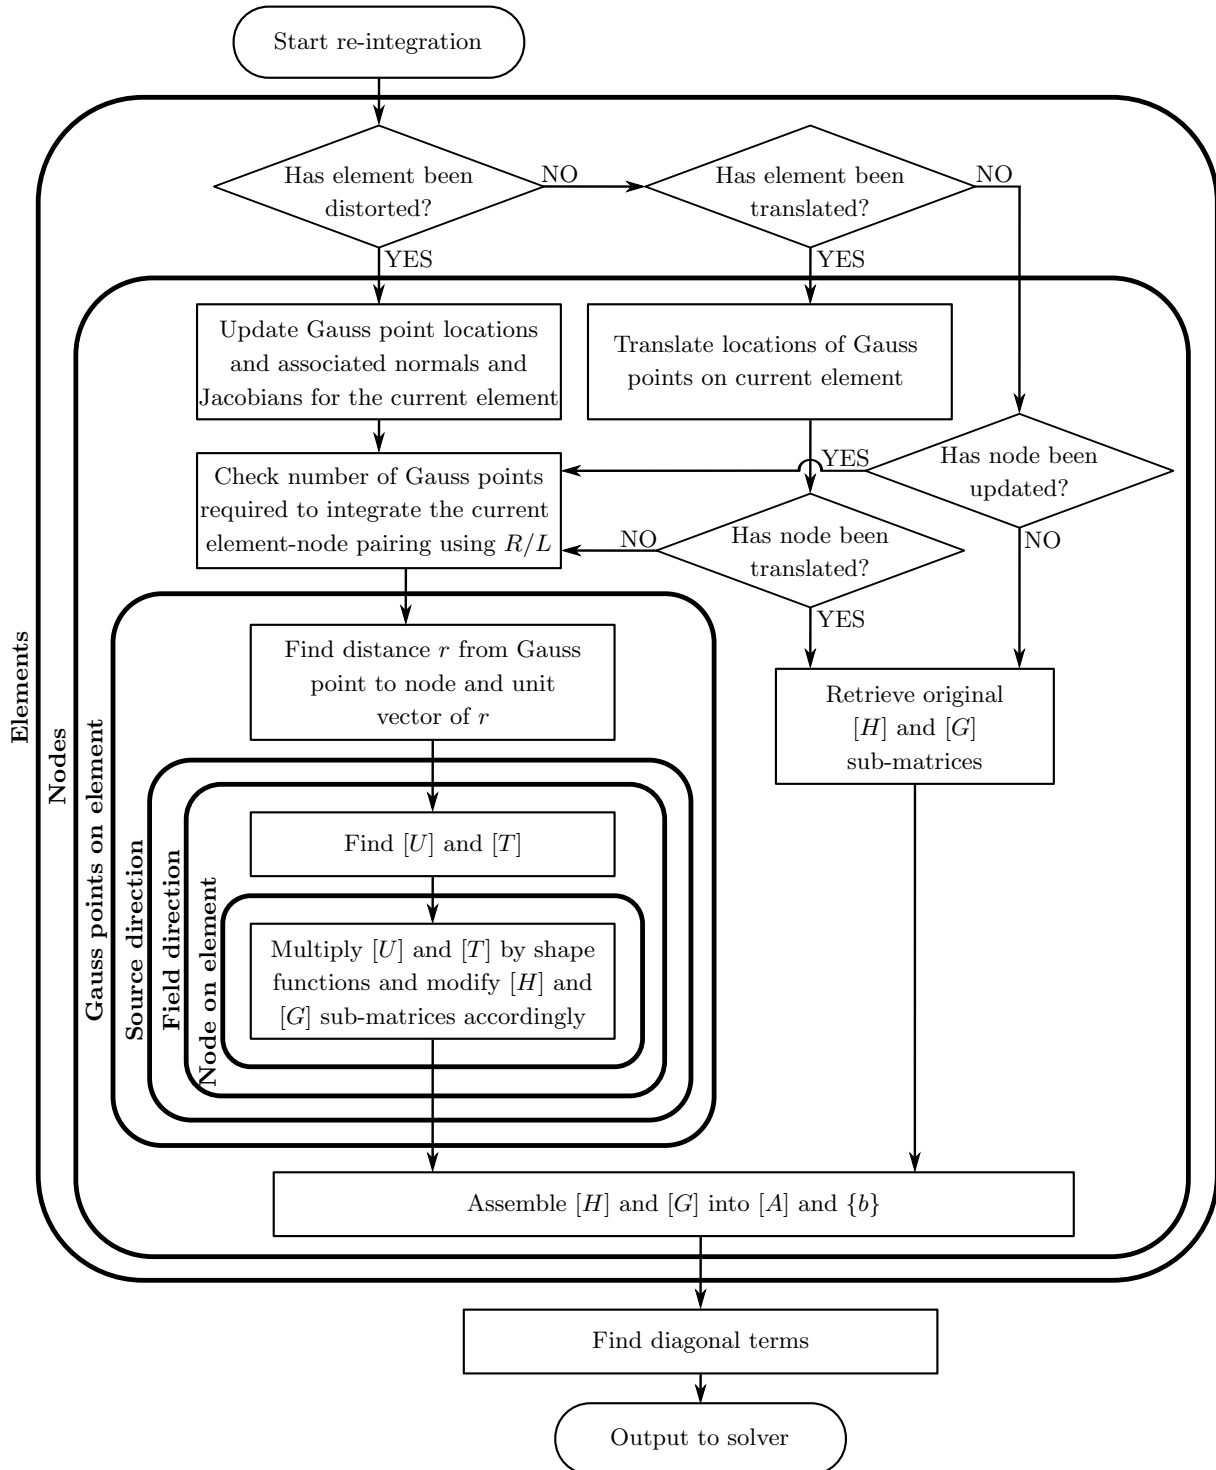 Start re-integration
Has element been
distorted?
NO
Has element been
translated?
NO
YES
YES
Update Gauss point locations
and associated normals and
Jacobians for the current element
Translate locations of Gauss
points on current element
Check number of Gauss points
required to integrate the current
element-node pairing using R/L
YES
Has node been
updated?
NO
Has node been
translated?
NO
YES
Find distance r from Gauss
point to node and unit
vector of r
Retrieve original
[H] and [G]
sub-matrices
Find [U] and [T]
Multiply [U] and [T] by shape
functions and modify [H] and
[G] sub-matrices accordingly
Elements
Nodes
Gauss points on element
Source direction
Field direction
Node on element
Assemble [H] and [G] into [A] and {b}
Find diagonal terms
Output to solver